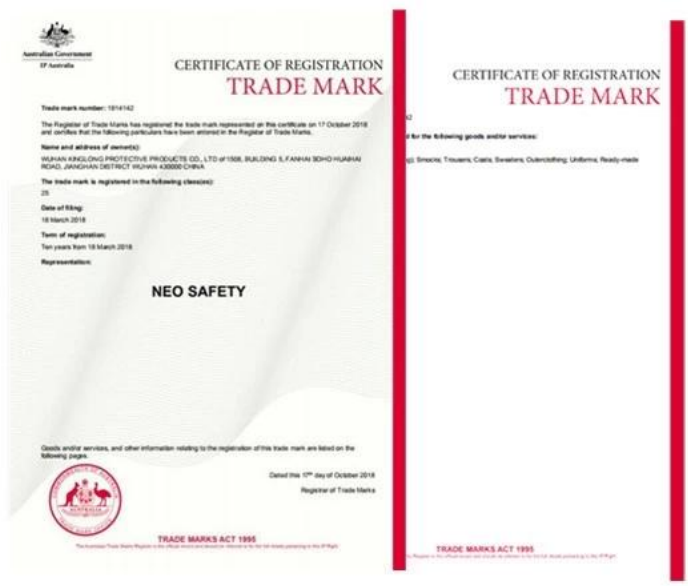 Australian Government
IP Australia
CERTIFICATE OF REGISTRATION
TRADE MARK
Trade mark number: 1914142
The Register of Trade Marks has registered the trade mark represented on this certificate on 17 October 2018
and certifies that the following particulars have been entered in the Register of Trade Marks.
Name and address of owner(s):
WUHAN KINGLONG PROTECTIVE PRODUCTS CO., LTD of 1508, BUILDING 5, FANHAI SOHO HUAIHAI
ROAD, JIANGHAN DISTRICT WUHAN 430000 CHINA
The trade mark is registered in the following class(es):
25
Date of filing:
18 March 2018
Term of registration:
Ten years from 18 March 2018
Representation:
NEO SAFETY
Goods and/or services, and other information relating to the registration of this trade mark are listed on the
following pages.
Dated this 17th day of October 2018
Registrar of Trade Marks
AUSTRALIA
TRADE MARKS ACT 1995
CERTIFICATE OF REGISTRATION
TRADE MARK
d for the following goods and/or services:
Smocks; Trousers; Coats; Sweaters; Outerclothing; Uniforms; Ready-made
TRADE MARKS ACT 1995